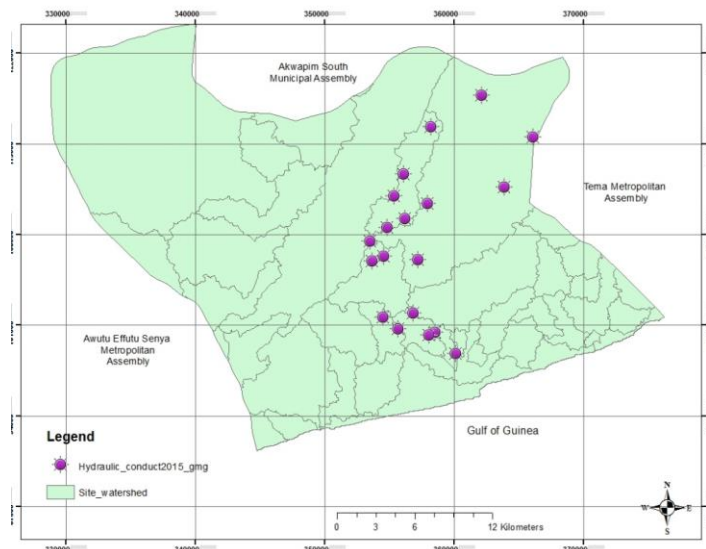 330000 340000 350000 360000 370000
Akwapim South
Municipal Assembly
Tema Metropolitan
Assembly
Awutu Effutu Senya
Metropolitan
Assembly
Gulf of Guinea
Legend
Hydraulic_conduct2015_gmg
Site_watershed
0 3 6 12 Kilometers
N
W E
S